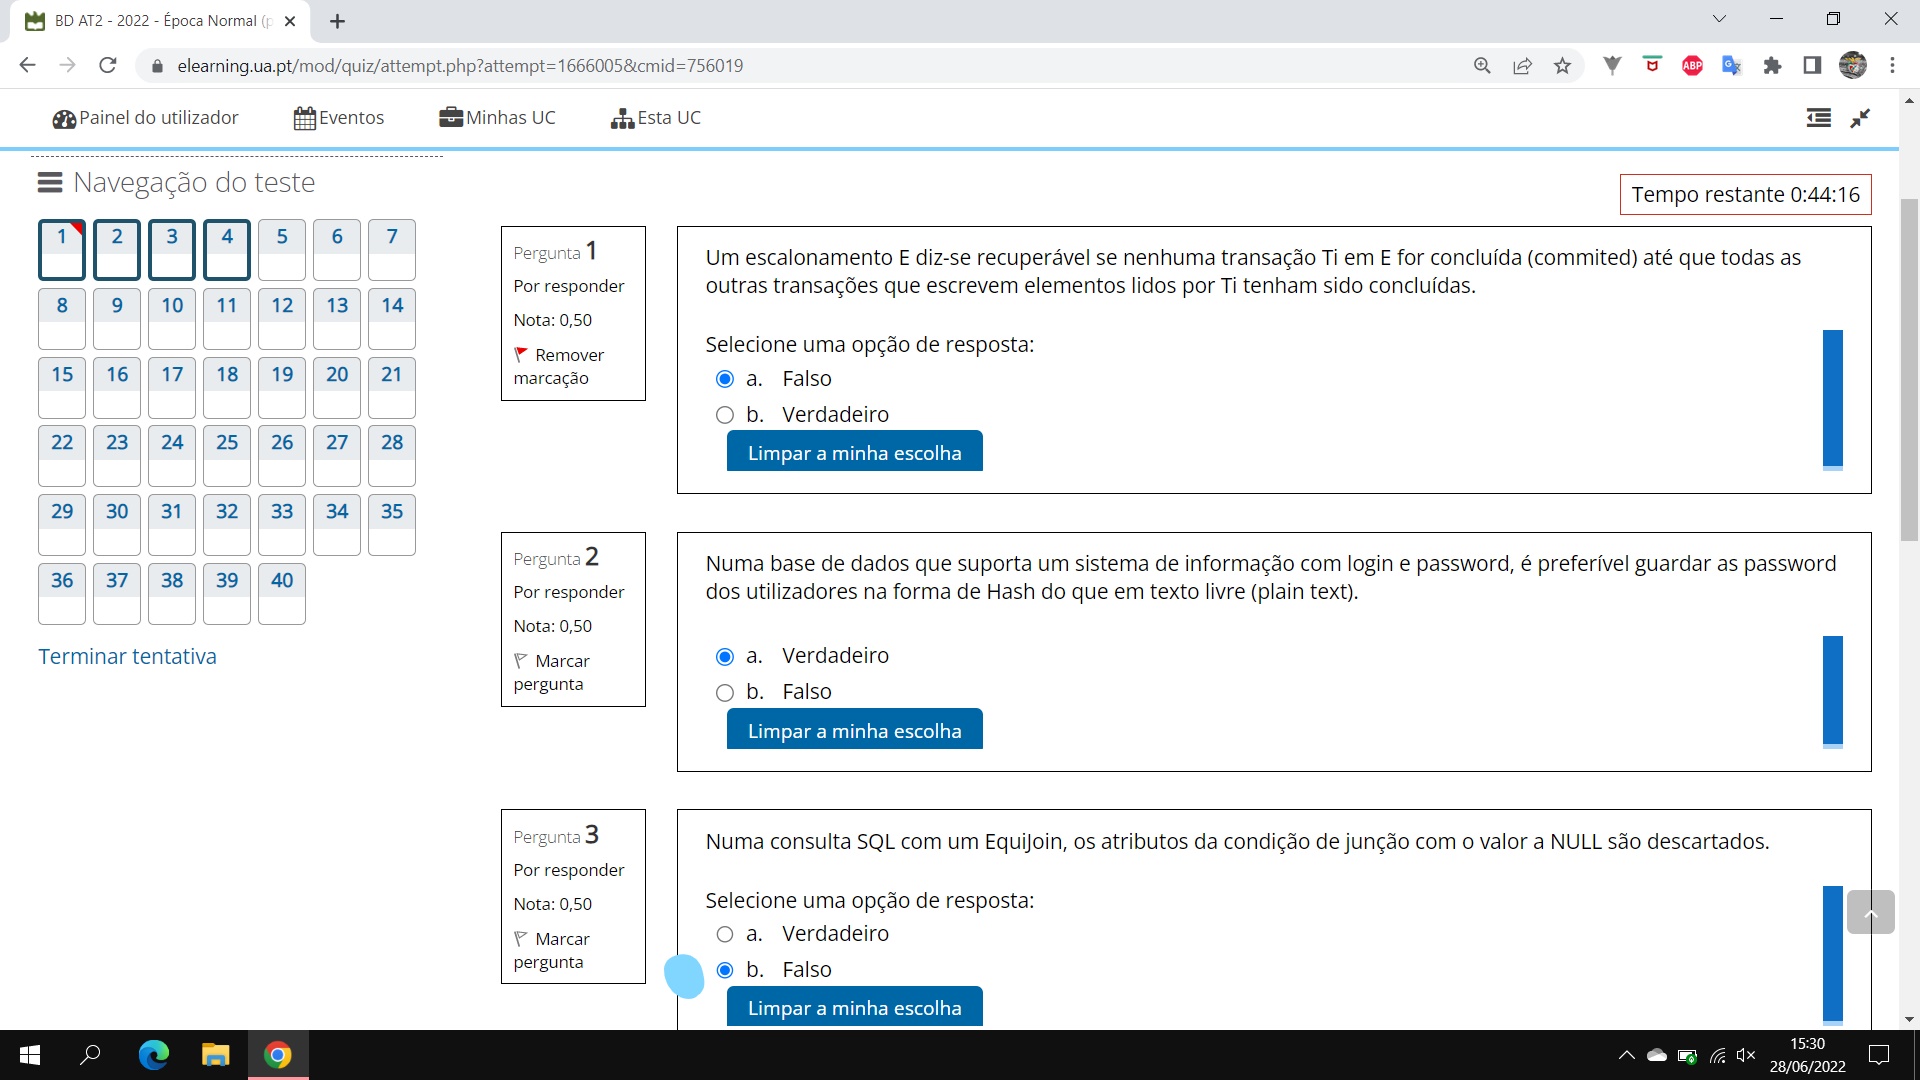 BD AT2 - 2022 - Época Normal (p
elearning.ua.pt/mod/quiz/attempt.php?attempt=1666005&cmid=756019
ABP
Painel do utilizador
Eventos
Minhas UC
Esta UC
Navegação do teste
Tempo restante 0:44:16
1 2 3 4 5 6 7
8 9 10 11 12 13 14
15 16 17 18 19 20 21
22 23 24 25 26 27 28
29 30 31 32 33 34 35
36 37 38 39 40
Terminar tentativa
Pergunta 1
Por responder
Nota: 0,50
Remover
marcação
Um escalonamento E diz-se recuperável se nenhuma transação Ti em E for concluída (commited) até que todas as
outras transações que escrevem elementos lidos por Ti tenham sido concluídas.
Selecione uma opção de resposta:
a. Falso
b. Verdadeiro
Limpar a minha escolha
Pergunta 2
Por responder
Nota: 0,50
Marcar
pergunta
Numa base de dados que suporta um sistema de informação com login e password, é preferível guardar as password
dos utilizadores na forma de Hash do que em texto livre (plain text).
a. Verdadeiro
b. Falso
Limpar a minha escolha
Pergunta 3
Por responder
Nota: 0,50
Marcar
pergunta
Numa consulta SQL com um EquiJoin, os atributos da condição de junção com o valor a NULL são descartados.
Selecione uma opção de resposta:
a. Verdadeiro
b. Falso
Limpar a minha escolha
15:30
28/06/2022